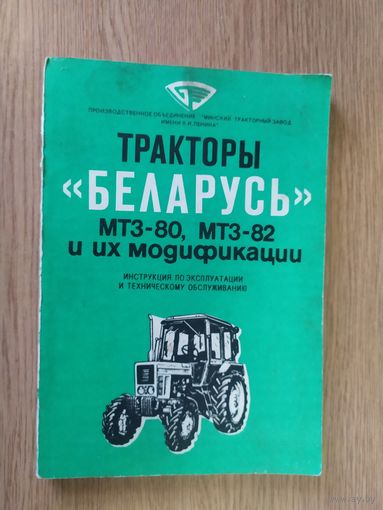 ПРОИЗВОДСТВЕННОЕ ОБЪЕДИНЕНИЕ "МИНСКИЙ ТРАКТОРНЫЙ ЗАВОД
ИМЕНИ В.И.ЛЕНИНА"
ТРАКТОРЫ
«БЕЛАРУСЬ»
МТЗ-80, МТЗ-82
и их модификации
ИНСТРУКЦИЯ ПО ЭКСПЛУАТАЦИИ
И ТЕХНИЧЕСКОМУ ОБСЛУЖИВАНИЮ